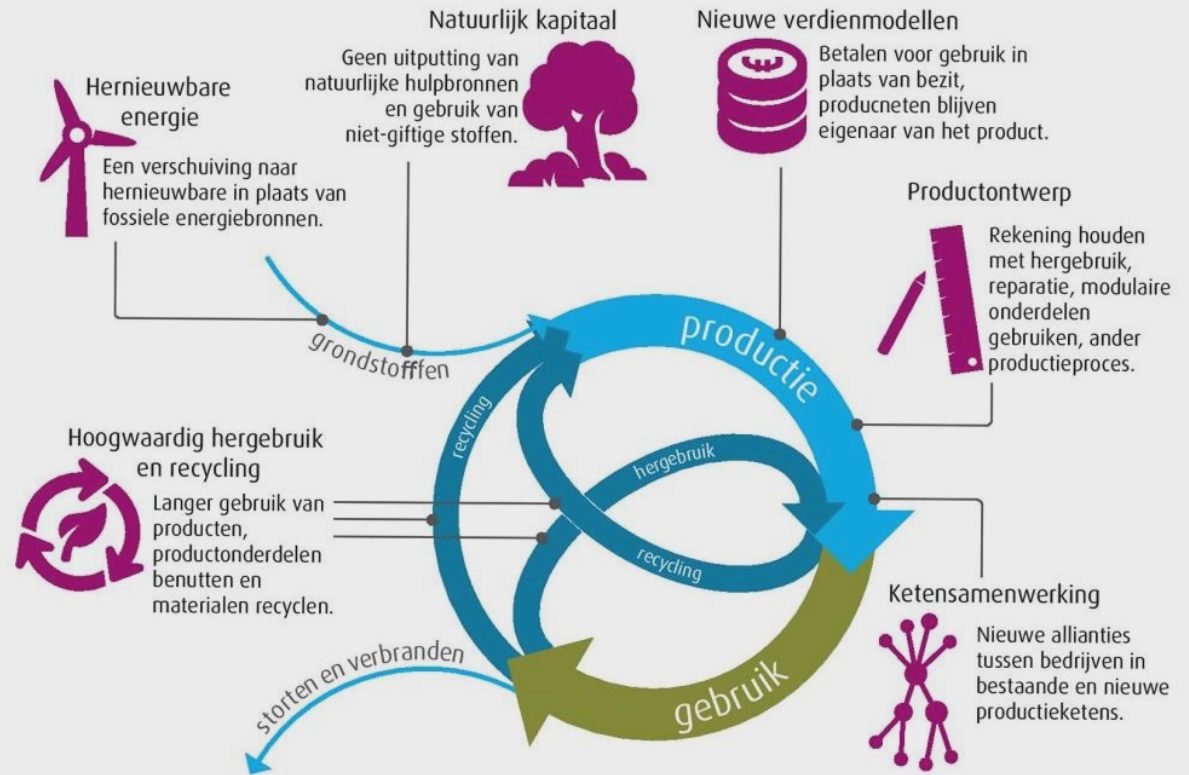 Natuurlijk kapitaal
Geen uitputting van
natuurlijke hulpbronnen
en gebruik van
niet-giftige stoffen.
Nieuwe verdienmodellen
Betalen voor gebruik in
plaats van bezit,
producneten blijven
eigenaar van het product.
Hernieuwbare
energie
Een verschuiving naar
hernieuwbare in plaats van
fossiele energiebronnen.
Productontwerp
Rekening houden
met hergebruik,
reparatie, modulaire
onderdelen
gebruiken, ander
productieproces.
grondstofffen
productie
recycling
hergebruik
recycling
Hoogwaardig hergebruik
en recycling
Langer gebruik van
producten,
productonderdelen
benutten en
materialen recyclen.
Ketensamenwerking
Nieuwe allianties
tussen bedrijven in
bestaande en nieuwe
productieketens.
storten en verbranden
gebruik